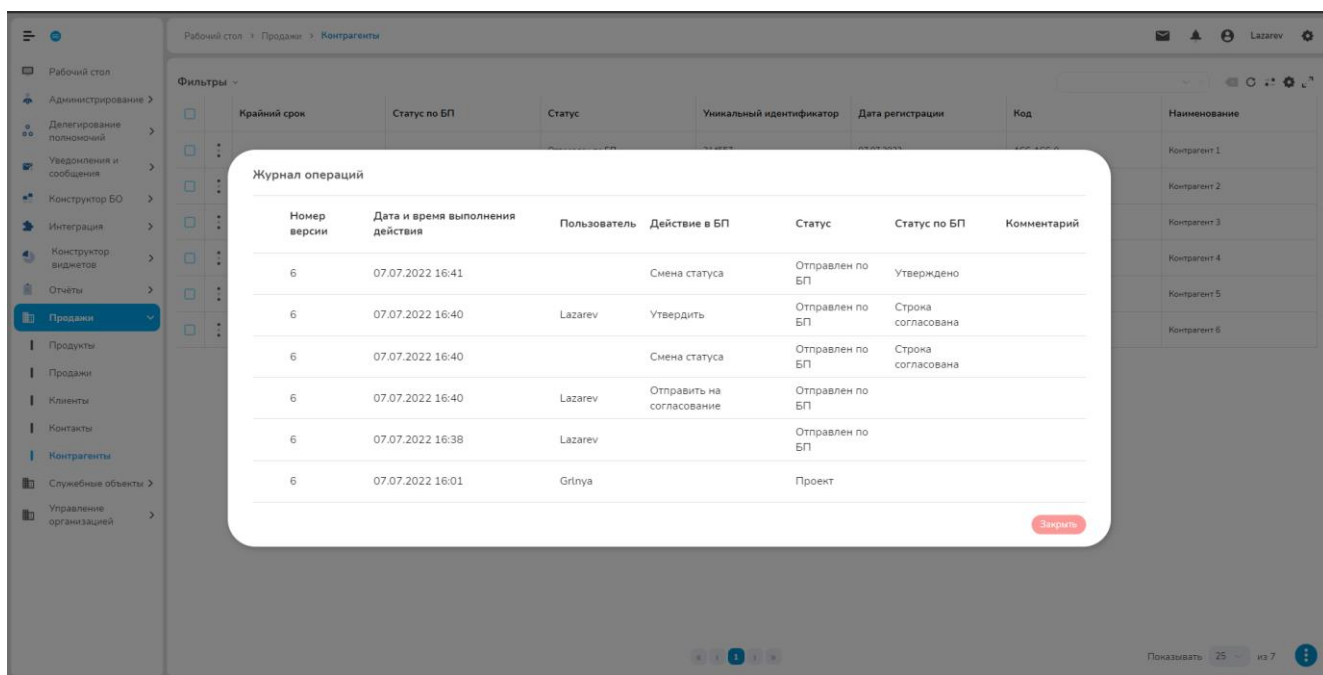 Рабочий стол > Продажи > Контрагенты
Lazarev
Рабочий стол
Администрирование
Делегирование
полномочий
Уведомления и
сообщения
Конструктор БО
Интеграция
Конструктор
виджетов
Отчёты
Продажи
Продукты
Продажи
Клиенты
Контакты
Контрагенты
Служебные объекты
Управление
организацией
Фильтры
Крайний срок Статус по БП Статус Уникальный идентификатор Дата регистрации Код Наименование
Контрагент 1
Контрагент 2
Контрагент 3
Контрагент 4
Контрагент 5
Контрагент 6
Журнал операций
Номер версии Дата и время выполнения действия Пользователь Действие в БП Статус Статус по БП Комментарий
6 07.07.2022 16:41 Смена статуса Отправлен по БП Утверждено
6 07.07.2022 16:40 Lazarev Утвердить Отправлен по БП Строка согласована
6 07.07.2022 16:40 Смена статуса Отправлен по БП Строка согласована
6 07.07.2022 16:40 Lazarev Отправить на согласование Отправлен по БП
6 07.07.2022 16:38 Lazarev Отправлен по БП
6 07.07.2022 16:01 Grinya Проект
Закрыть
1
Показывать 25 из 7